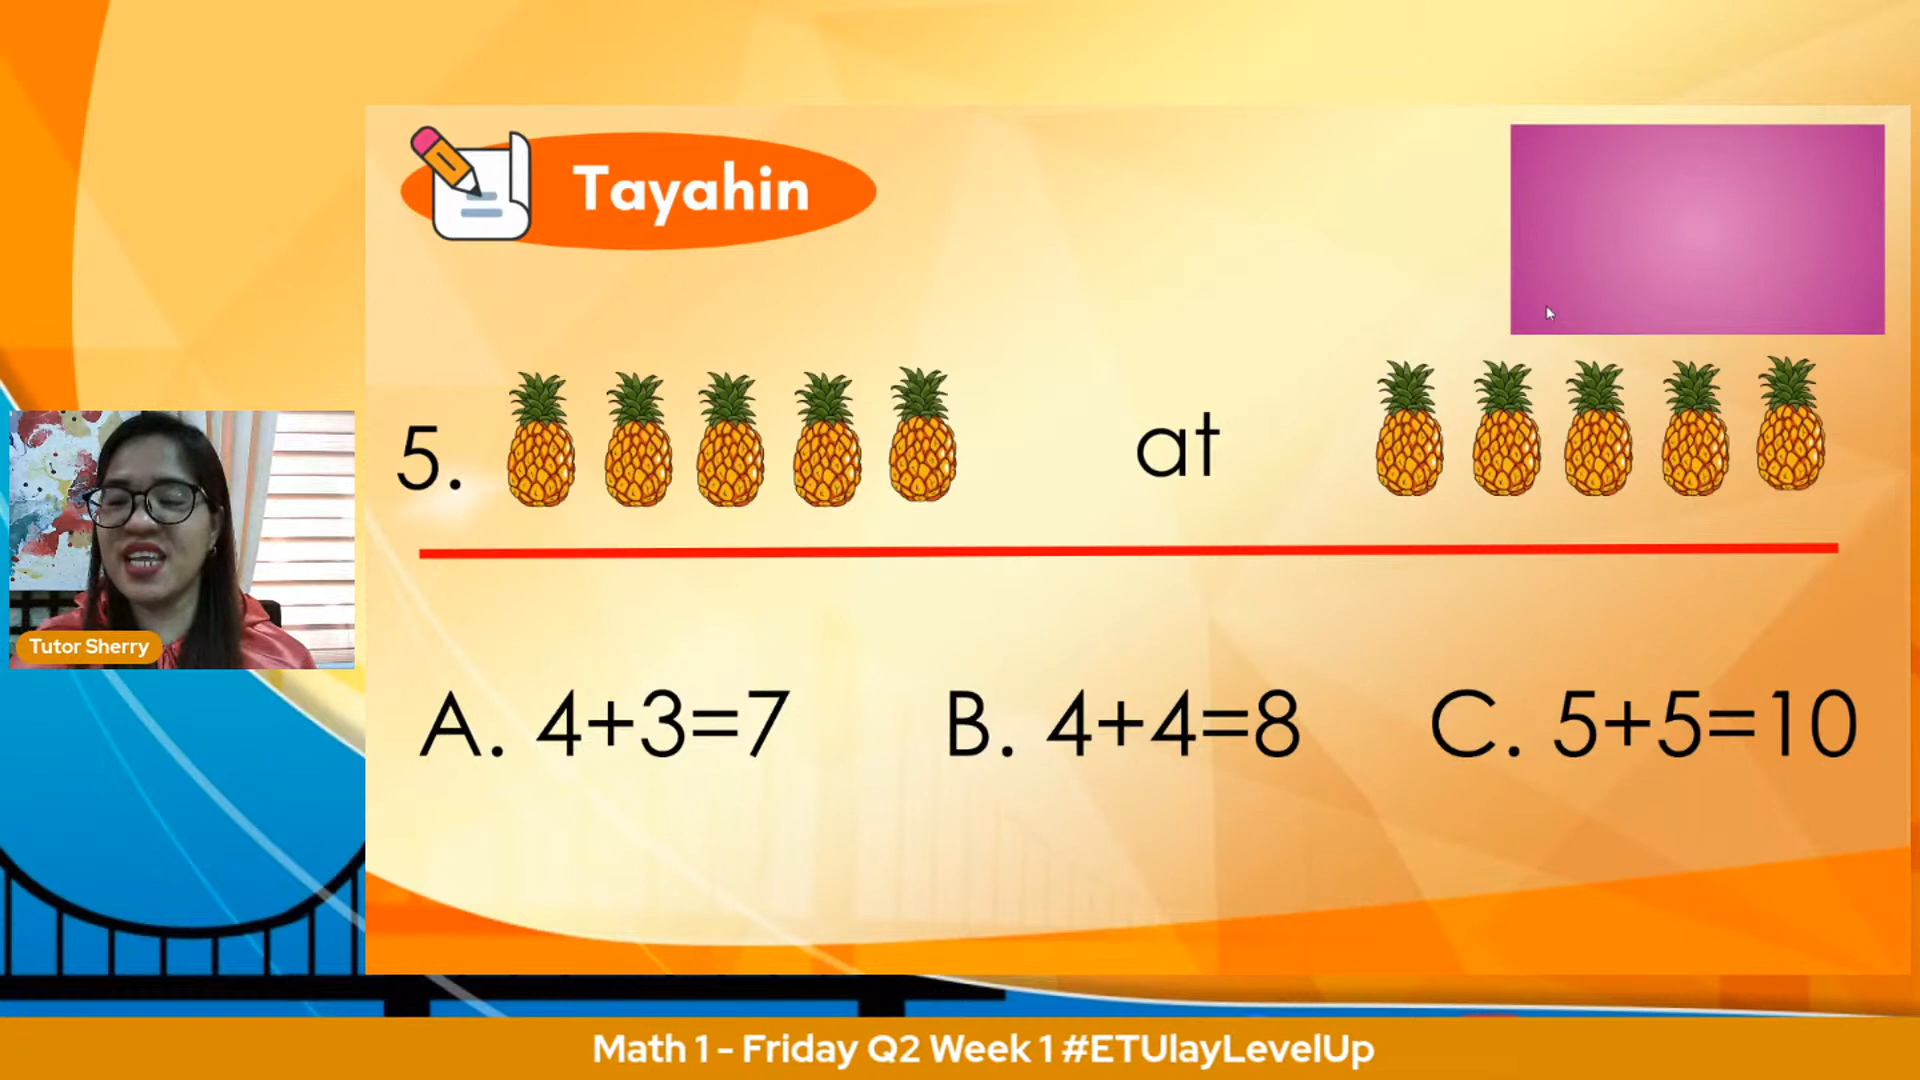 Tayahin
5. at
A. 4+3=7 B. 4+4=8 C. 5+5=10
Tutor Sherry
Math 1 - Friday Q2 Week 1 #ETUlayLevelUp